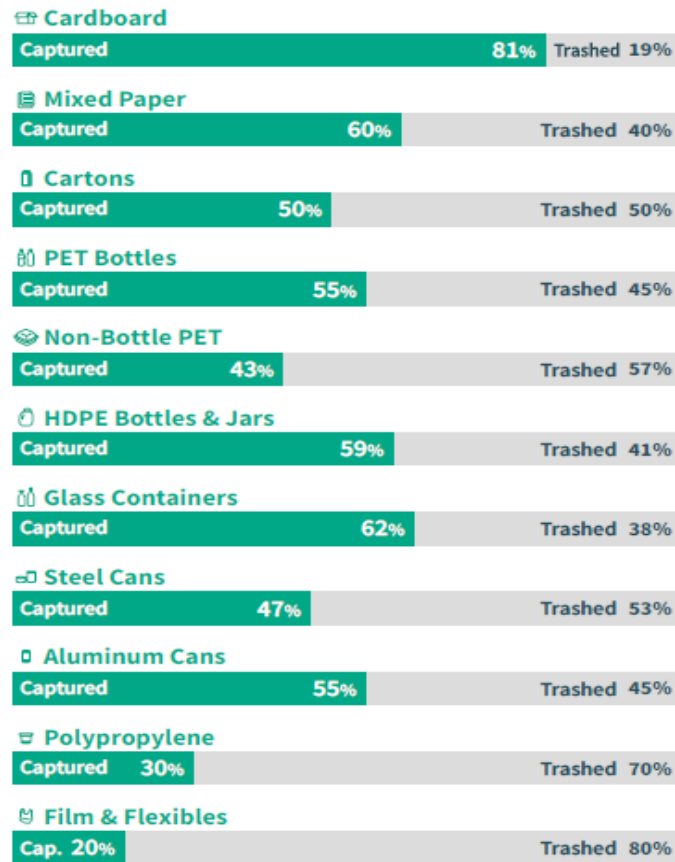 Cardboard
Captured 81% Trashed 19%
Mixed Paper
Captured 60% Trashed 40%
Cartons
Captured 50% Trashed 50%
PET Bottles
Captured 55% Trashed 45%
Non-Bottle PET
Captured 43% Trashed 57%
HDPE Bottles & Jars
Captured 59% Trashed 41%
Glass Containers
Captured 62% Trashed 38%
Steel Cans
Captured 47% Trashed 53%
Aluminum Cans
Captured 55% Trashed 45%
Polypropylene
Captured 30% Trashed 70%
Film & Flexibles
Cap. 20% Trashed 80%